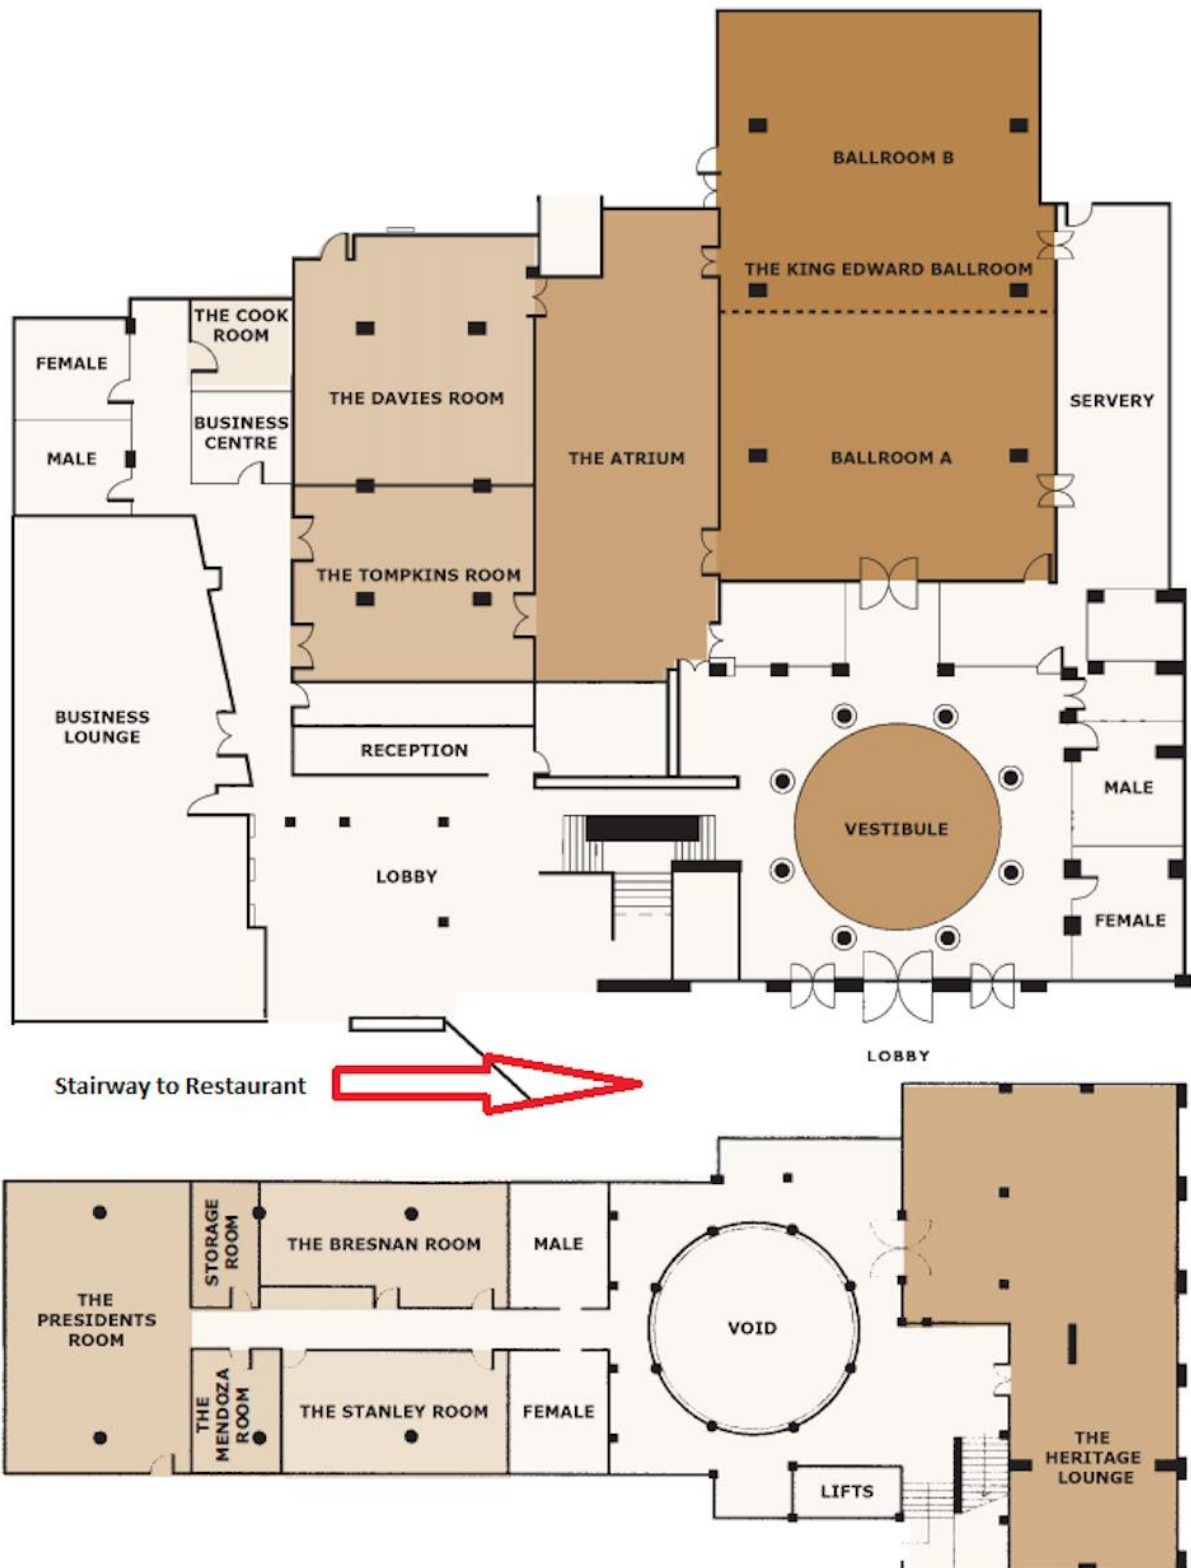 BALLROOM B
THE KING EDWARD BALLROOM
THE COOK
ROOM
FEMALE
THE DAVIES ROOM
BUSINESS
CENTRE
SERVERY
MALE
THE ATRIUM
BALLROOM A
THE TOMPKINS ROOM
BUSINESS
LOUNGE
RECEPTION
MALE
VESTIBULE
LOBBY
FEMALE
LOBBY
Stairway to Restaurant
STORAGE
ROOM
THE BRESNAN ROOM
MALE
THE
PRESIDENTS
ROOM
VOID
THE
MENDOZA
ROOM
THE STANLEY ROOM
FEMALE
THE
HERITAGE
LOUNGE
LIFTS